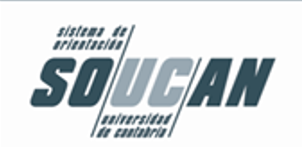 sistema de
orientación
SOUCAN
universidad
de cantabria